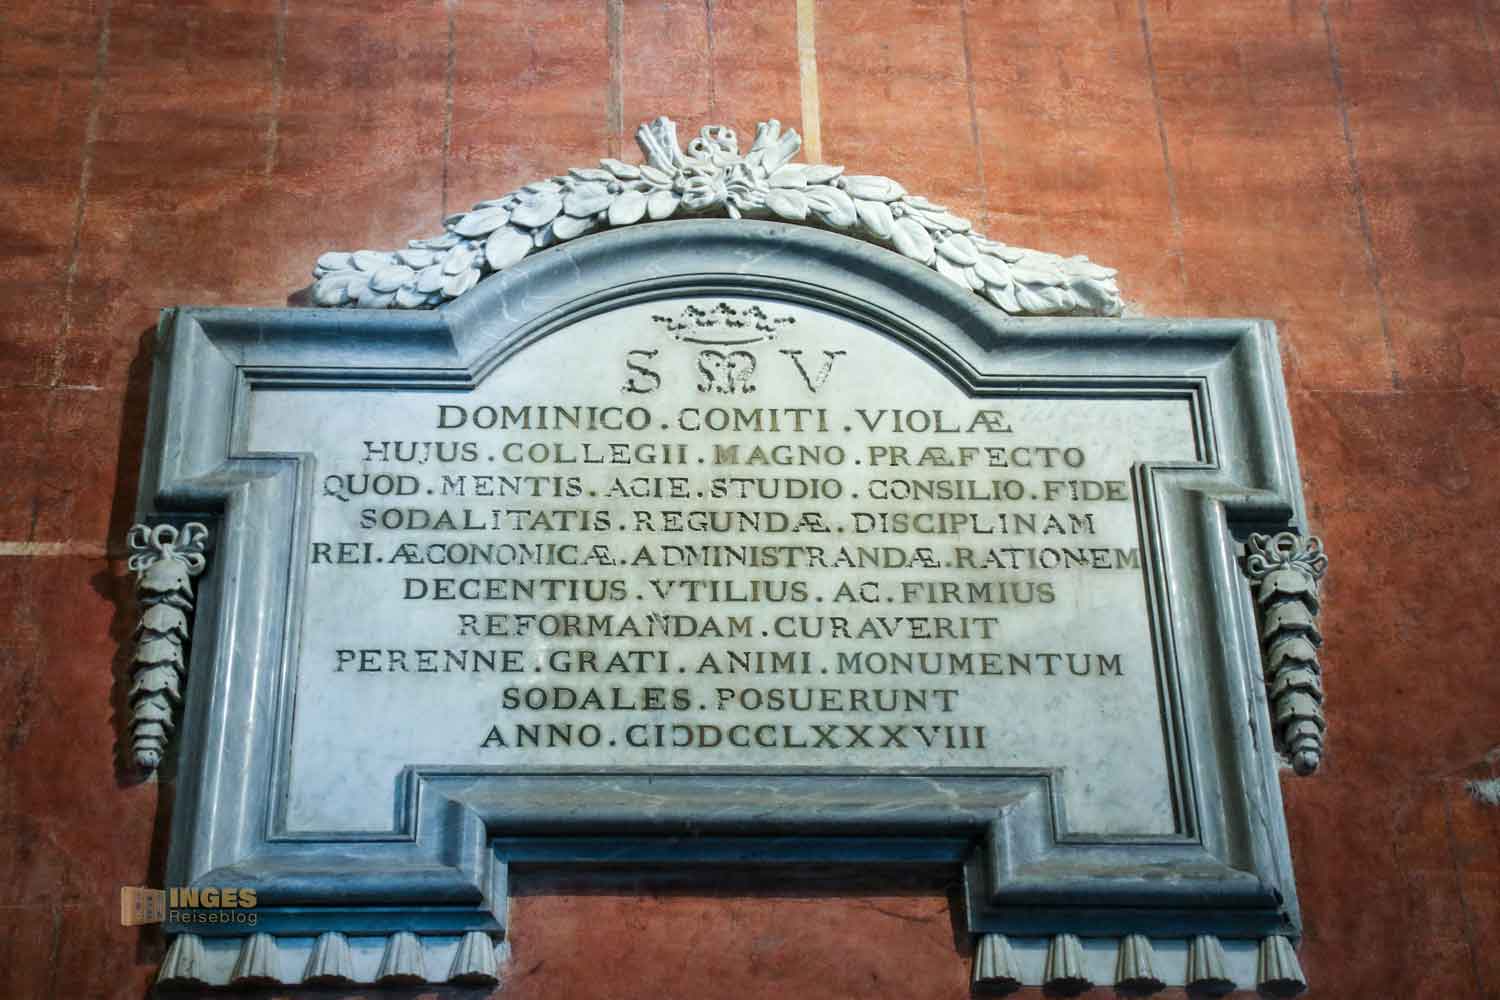 S M V
DOMINICO.COMITI.VIOLÆ
HUJUS.COLLEGII.MAGNO.PRÆFECTO
QUOD.MENTIS.ACIE.STUDIO.CONSILIO.FIDE
SODALITATIS.REGUNDÆ.DISCIPLINAM
REI.ÆCONOMICÆ.ADMINISTRANDÆ.RATIONEM
DECENTIUS.VTILIUS.AC.FIRMIUS
REFORMANDAM.CURAVERIT
PERENNE.GRATI.ANIMI.MONUMENTUM
SODALES.POSUERUNT
ANNO.CIƆDCCLXXXVIII
INGES
Reiseblog